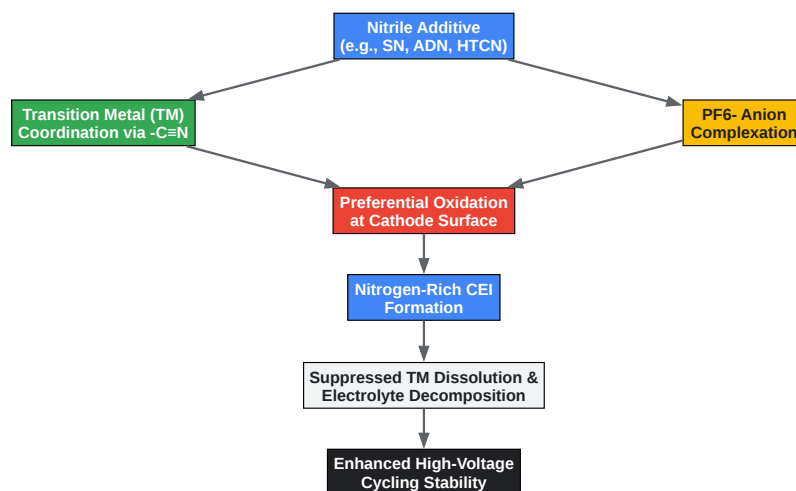 Nitrile Additive
(e.g., SN, ADN, HTCN)
Transition Metal (TM)
Coordination via -C≡N
PF6- Anion
Complexation
Preferential Oxidation
at Cathode Surface
Nitrogen-Rich CEI
Formation
Suppressed TM Dissolution &
Electrolyte Decomposition
Enhanced High-Voltage
Cycling Stability